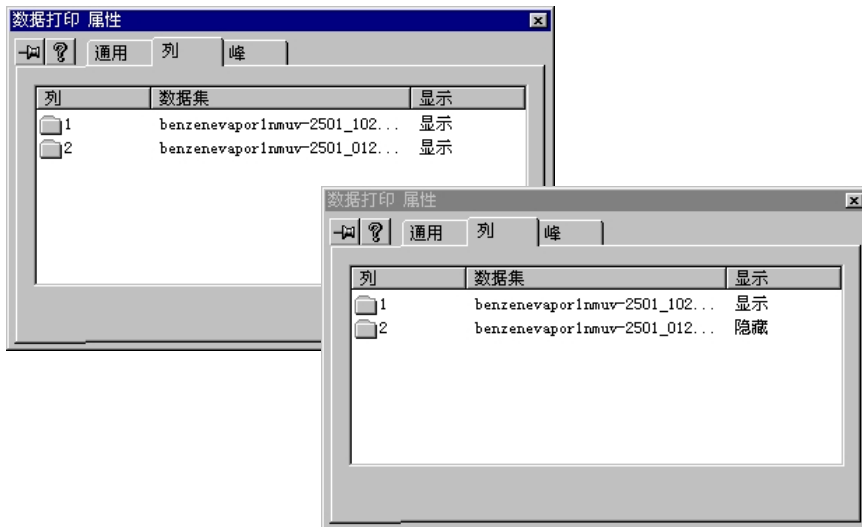 数据打印 属性
通用 列 峰
列 数据集 显示
1 benzenevapor1nmuv-2501_102... 显示
2 benzenevapor1nmuv-2501_012... 显示
数据打印 属性
通用 列 峰
列 数据集 显示
1 benzenevapor1nmuv-2501_102... 显示
2 benzenevapor1nmuv-2501_012... 隐藏